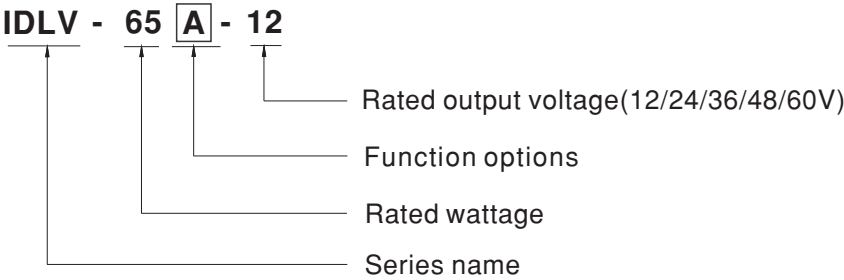 IDLV - 65 A - 12
Rated output voltage(12/24/36/48/60V)
Function options
Rated wattage
Series name